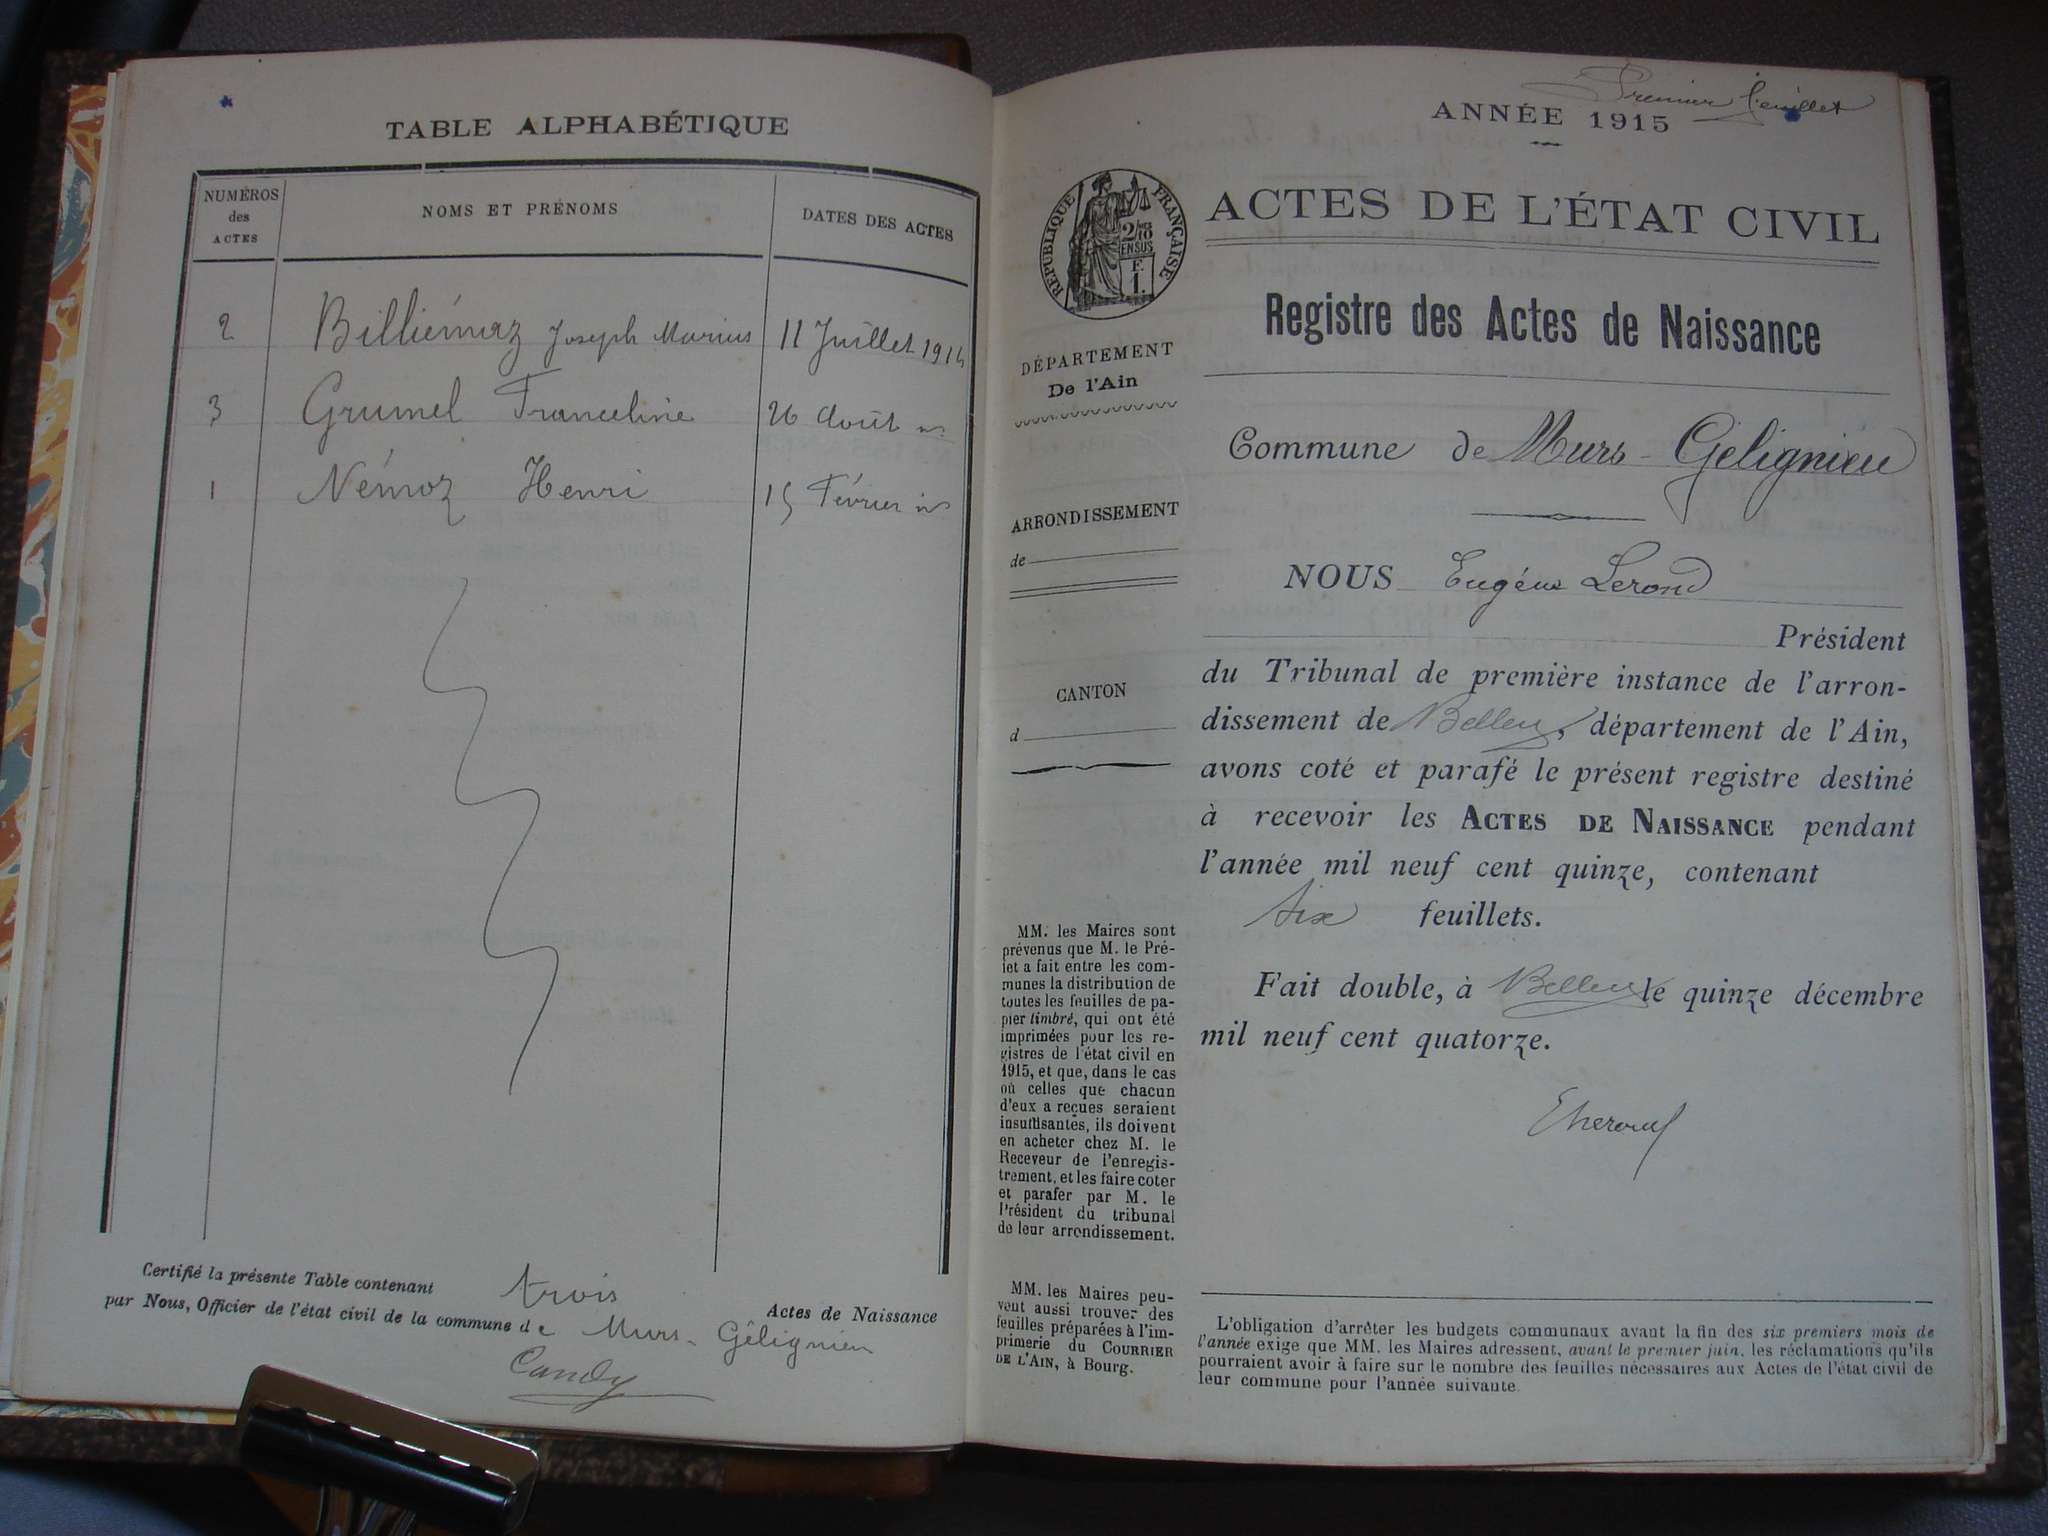 TABLE ALPHABÉTIQUE
NUMÉROS des ACTES
NOMS ET PRÉNOMS
DATES DES ACTES
2 Billiémaz Joseph Marius 11 Juillet 1914
3 Grumel Franceline 26 Août
1 Némoz Henri 15 Février
Certifié la présente Table contenant trois Actes de Naissance
par Nous, Officier de l'état civil de la commune de Murs-Gélignieu
Candy
Premier feuillet
ANNÉE 1915
RÉPUBLIQUE FRANÇAISE
2/10
EN SUS
F.
1.
ACTES DE L'ÉTAT CIVIL
Registre des Actes de Naissance
DÉPARTEMENT
De l'Ain
Commune de Murs-Gélignieu
ARRONDISSEMENT
de
NOUS Eugène Lerond
Président
du Tribunal de première instance de l'arron-
dissement de Belley, département de l'Ain,
avons coté et parafé le présent registre destiné
à recevoir les ACTES DE NAISSANCE pendant
l'année mil neuf cent quinze, contenant
six feuillets.
Fait double, à Belley le quinze décembre
mil neuf cent quatorze.
CANTON
d
MM. les Maires sont
prévenus que M. le Pré-
fet a fait entre les com-
munes la distribution de
toutes les feuilles de pa-
pier timbré, qui ont été
imprimées pour les re-
gistres de l'état civil en
1915, et que, dans le cas
où celles que chacun
d'eux a reçues seraient
insuffisantes, ils doivent
en acheter chez M. le
Receveur de l'enregis-
trement, et les faire coter
et parafer par M. le
Président du tribunal
de leur arrondissement.
MM. les Maires peu-
vent aussi trouver des
feuilles préparées à l'im-
primerie du COURRIER
DE L'AIN, à Bourg.
L'obligation d'arrêter les budgets communaux avant la fin des six premiers mois de
l'année exige que MM. les Maires adressent, avant le premier juin, les réclamations qu'ils
pourraient avoir à faire sur le nombre des feuilles nécessaires aux Actes de l'état civil de
leur commune pour l'année suivante.